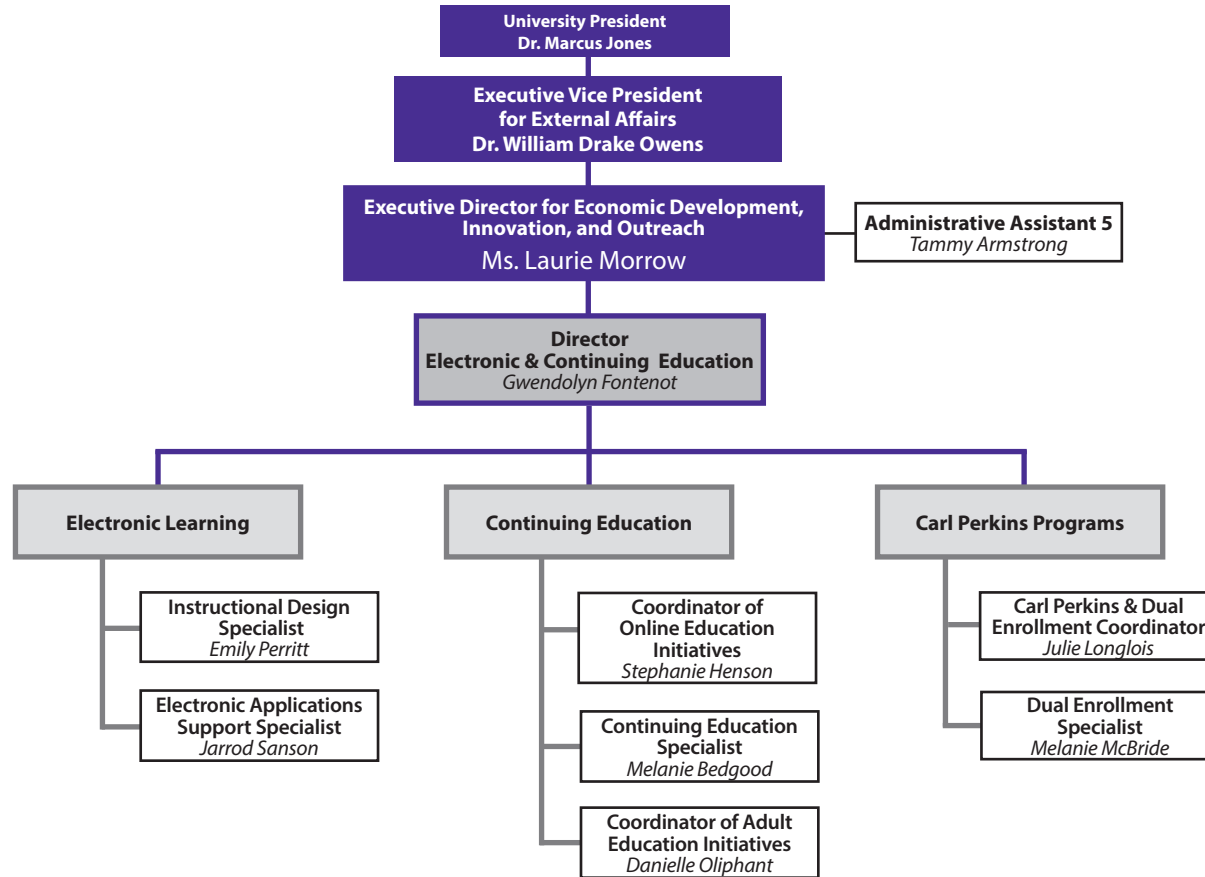 University President
Dr. Marcus Jones
Executive Vice President
for External Affairs
Dr. William Drake Owens
Executive Director for Economic Development,
Innovation, and Outreach
Ms. Laurie Morrow
Administrative Assistant 5
Tammy Armstrong
Director
Electronic & Continuing Education
Gwendolyn Fontenot
Electronic Learning
Instructional Design
Specialist
Emily Perritt
Electronic Applications
Support Specialist
Jarrod Sanson
Continuing Education
Coordinator of
Online Education
Initiatives
Stephanie Henson
Continuing Education
Specialist
Melanie Bedgood
Coordinator of Adult
Education Initiatives
Danielle Oliphant
Carl Perkins Programs
Carl Perkins & Dual
Enrollment Coordinator
Julie Longlois
Dual Enrollment
Specialist
Melanie McBride